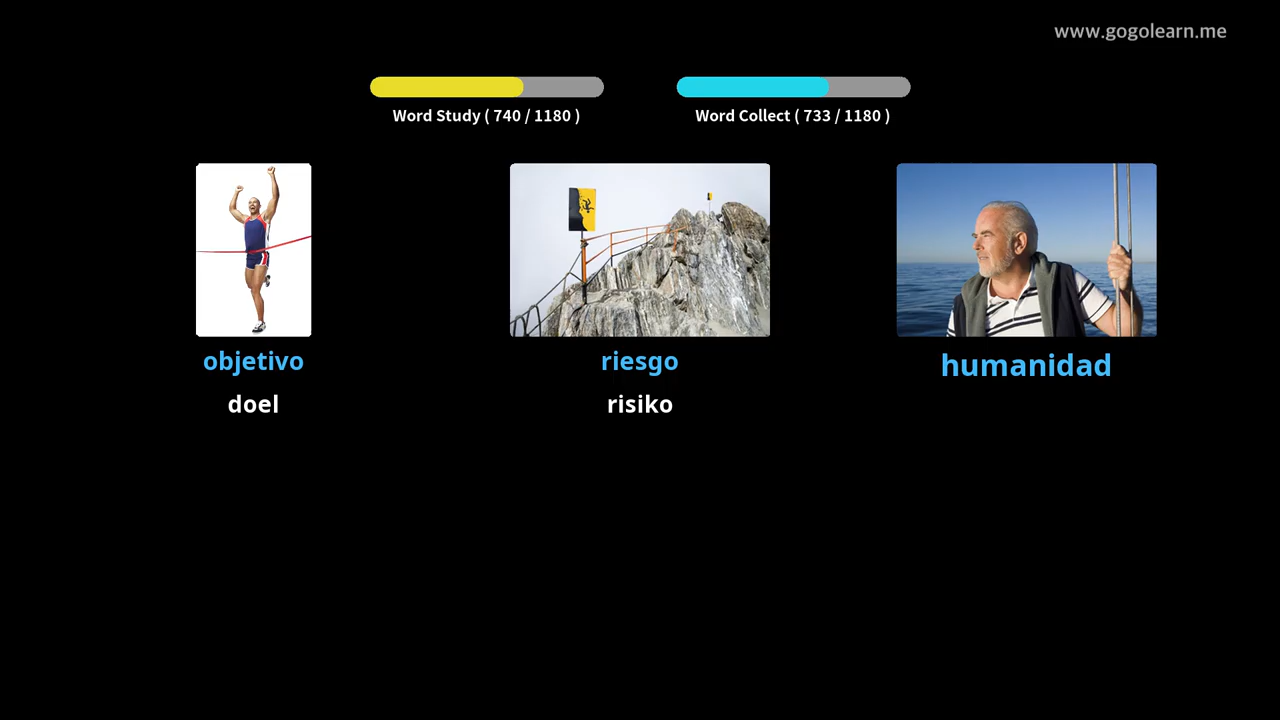 www.gogolearn.me
Word Study ( 740 / 1180 )
Word Collect ( 733 / 1180 )
objetivo
riesgo
humanidad
doel
risiko